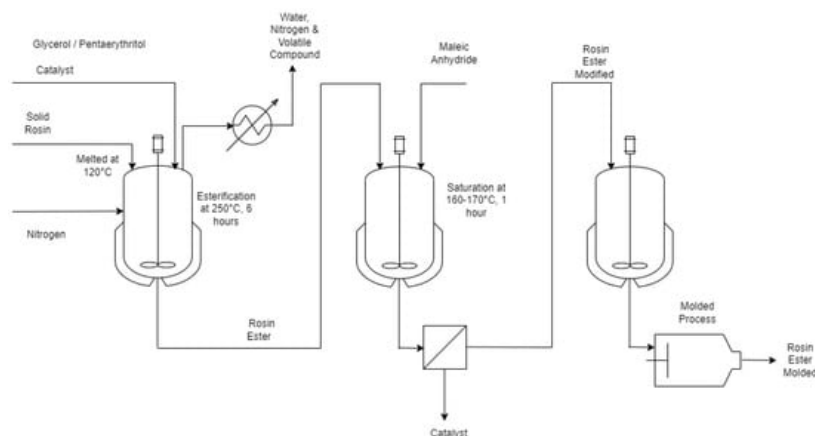 Glycerol / Pentaerythritol
Catalyst
Solid
Rosin
Melted at
120°C
Nitrogen
Water,
Nitrogen &
Volatile
Compound
Esterification
at 250°C, 6
hours
Rosin
Ester
Maleic
Anhydride
Saturation at
160-170°C, 1
hour
Catalyst
Rosin
Ester
Modified
Molded
Process
Rosin
Ester
Molded